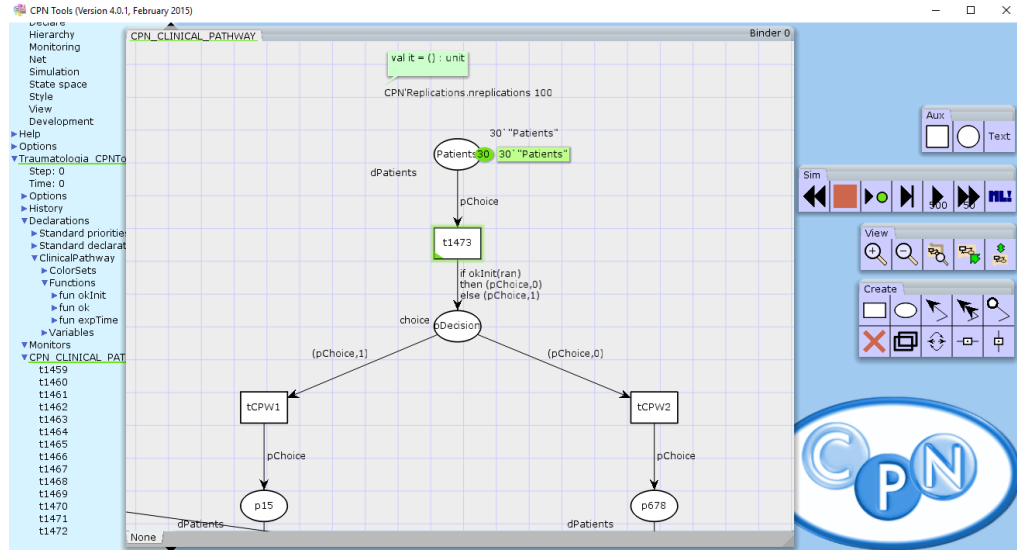 CPN Tools (Version 4.0.1, February 2015)
Declare
Hierarchy
Monitoring
Net
Simulation
State space
Style
View
Development
Help
Options
Traumatologia_CPNTo
Step: 0
Time: 0
Options
History
Declarations
Standard priorities
Standard declarat
ClinicalPathway
ColorSets
Functions
fun okInit
fun ok
fun expTime
Variables
Monitors
CPN_CLINICAL_PAT
t1459
t1460
t1461
t1462
t1463
t1464
t1465
t1466
t1467
t1468
t1469
t1470
t1471
t1472
CPN_CLINICAL_PATHWAY
Binder 0
val it = () : unit
CPN'Replications.nreplications 100
30`"Patients"
Patients
30
30`"Patients"
dPatients
pChoice
t1473
if okInit(ran)
then (pChoice,0)
else (pChoice,1)
choice
pDecision
(pChoice,1)
(pChoice,0)
tCPW1
tCPW2
pChoice
pChoice
p15
p678
dPatients
dPatients
None
Aux
Text
Sim
500
50
ML!
View
Create
CPN